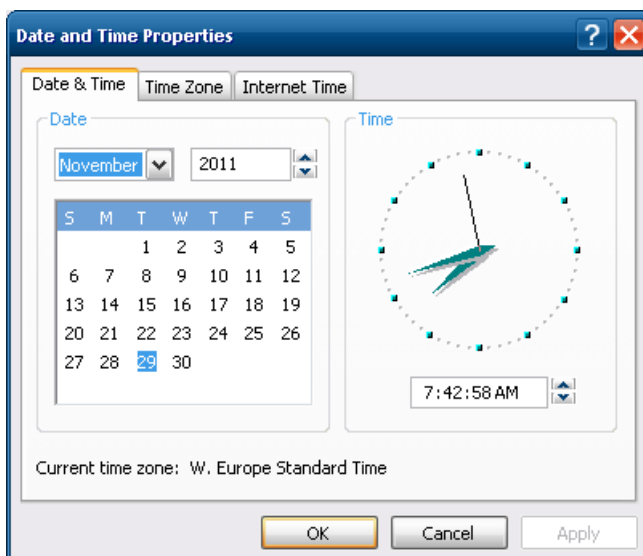 Date and Time Properties
Date & Time Time Zone Internet Time
Date
November 2011
S M T W T F S
1 2 3 4 5
6 7 8 9 10 11 12
13 14 15 16 17 18 19
20 21 22 23 24 25 26
27 28 29 30
Time
7:42:58 AM
Current time zone: W. Europe Standard Time
OK Cancel Apply